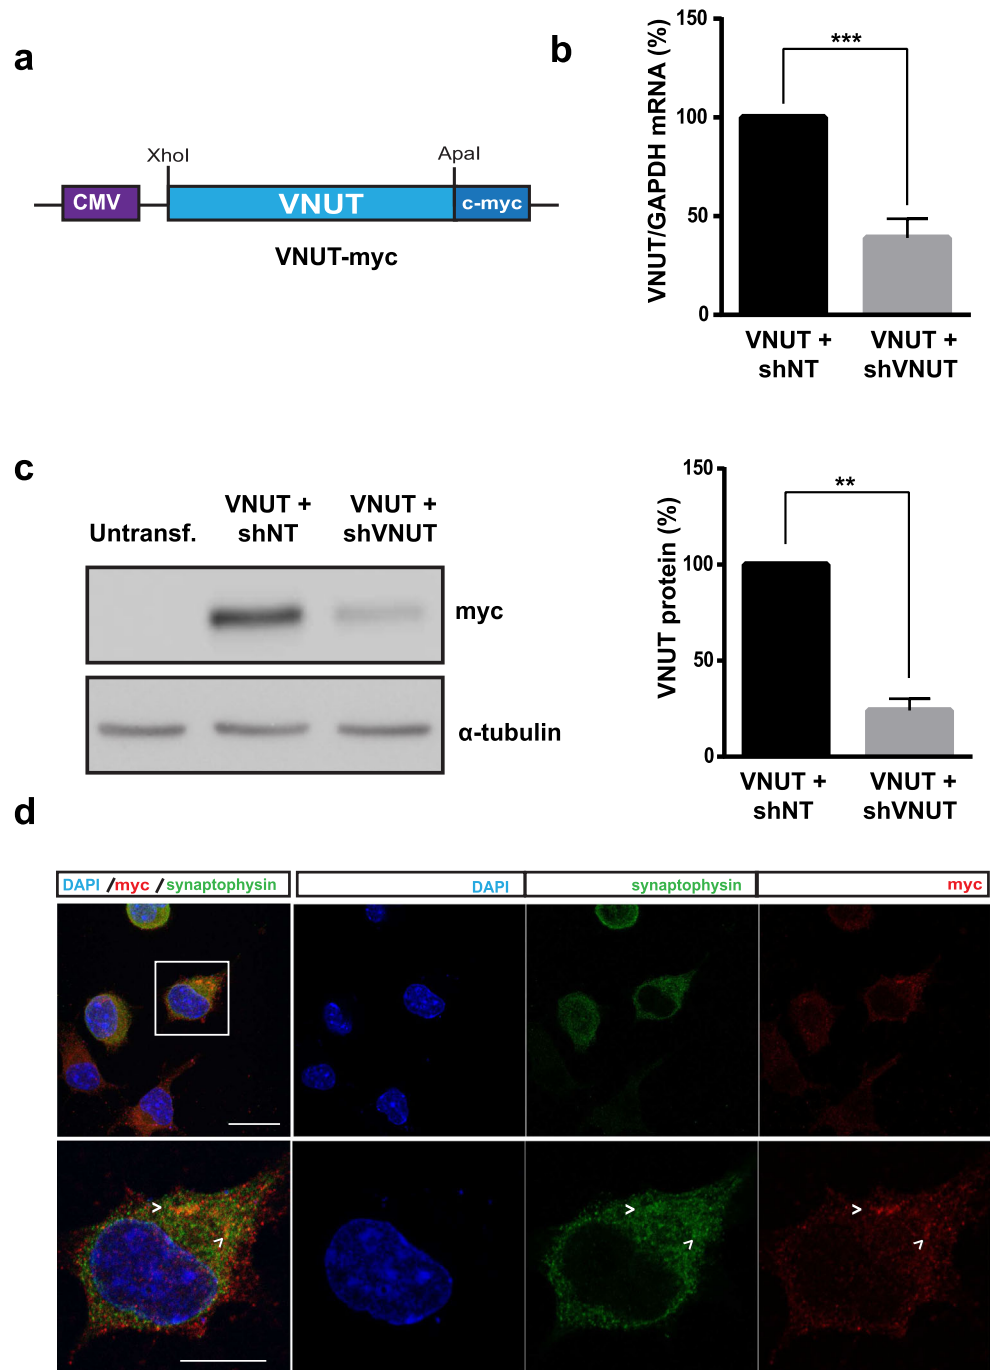 a
XhoI
ApaI
CMV
VNUT
c-myc
VNUT-myc
b
VNUT/GAPDH mRNA (%)
150
100
50
0
***
VNUT +
shNT
VNUT +
shVNUT
c
Untransf.
VNUT +
shNT
VNUT +
shVNUT
myc
α-tubulin
VNUT protein (%)
150
100
50
0
**
VNUT +
shNT
VNUT +
shVNUT
d
DAPI /myc /synaptophysin
DAPI
synaptophysin
myc